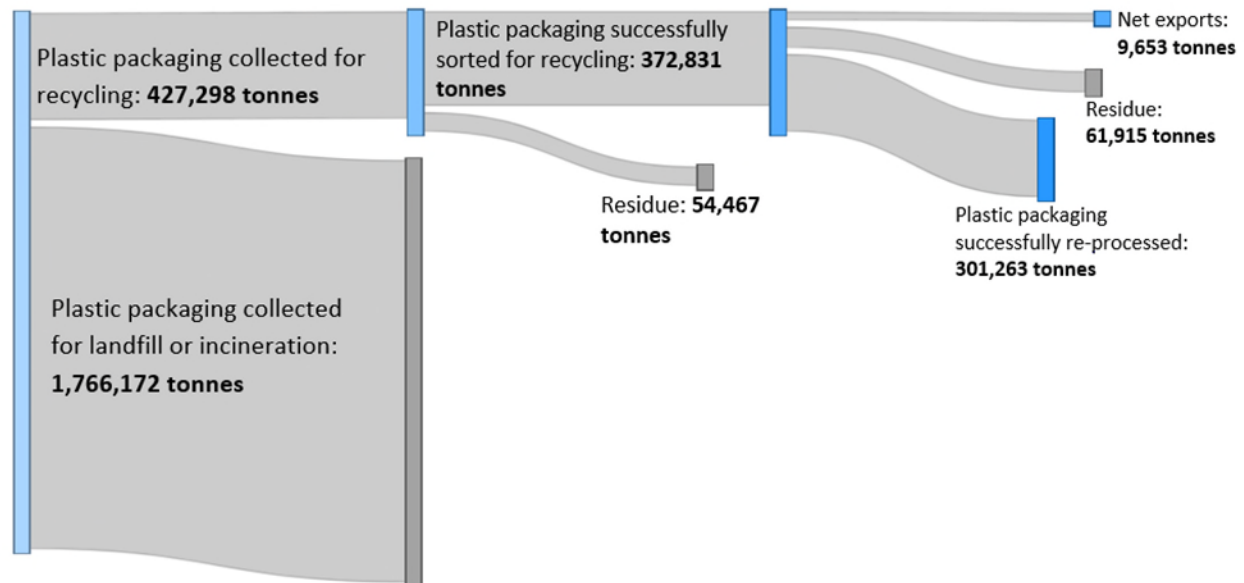 Plastic packaging collected for
recycling: 427,298 tonnes
Plastic packaging successfully
sorted for recycling: 372,831
tonnes
Net exports:
9,653 tonnes
Residue:
61,915 tonnes
Residue: 54,467
tonnes
Plastic packaging
successfully re-processed:
301,263 tonnes
Plastic packaging collected
for landfill or incineration:
1,766,172 tonnes